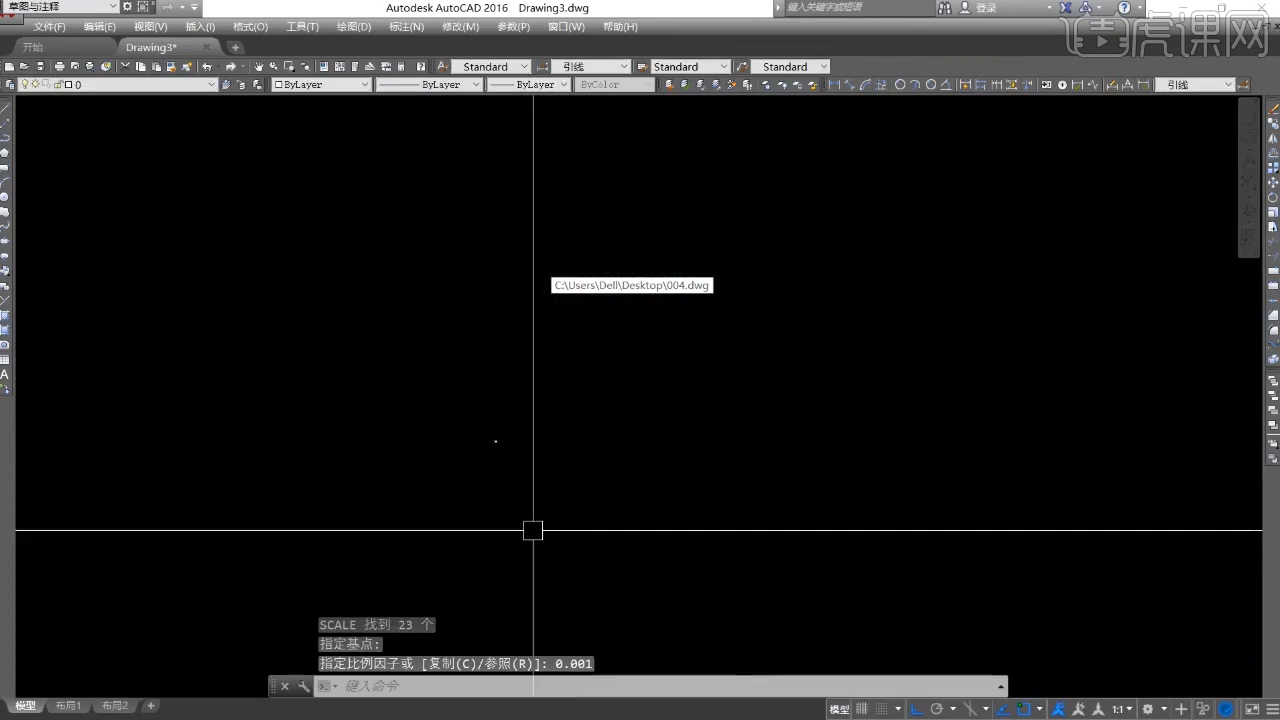 草图与注释
Autodesk AutoCAD 2016 Drawing3.dwg
键入关键字或短语
登录
虎课网
文件(F) 编辑(E) 视图(V) 插入(I) 格式(O) 工具(T) 绘图(D) 标注(N) 修改(M) 参数(P) 窗口(W) 帮助(H)
开始 Drawing3*
Standard 引线 Standard Standard
0 ByLayer ByLayer ByLayer ByColor 引线
C:\Users\Dell\Desktop\004.dwg
A
SCALE 找到 23 个
指定基点:
指定比例因子或 [复制(C)/参照(R)]: 0.001
键入命令
模型 布局1 布局2
模型 1:1